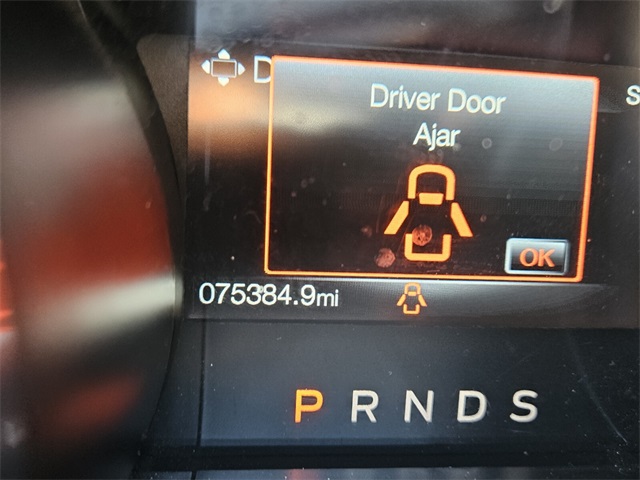 D
Driver Door
Ajar
S
OK
075384.9mi
P R N D S